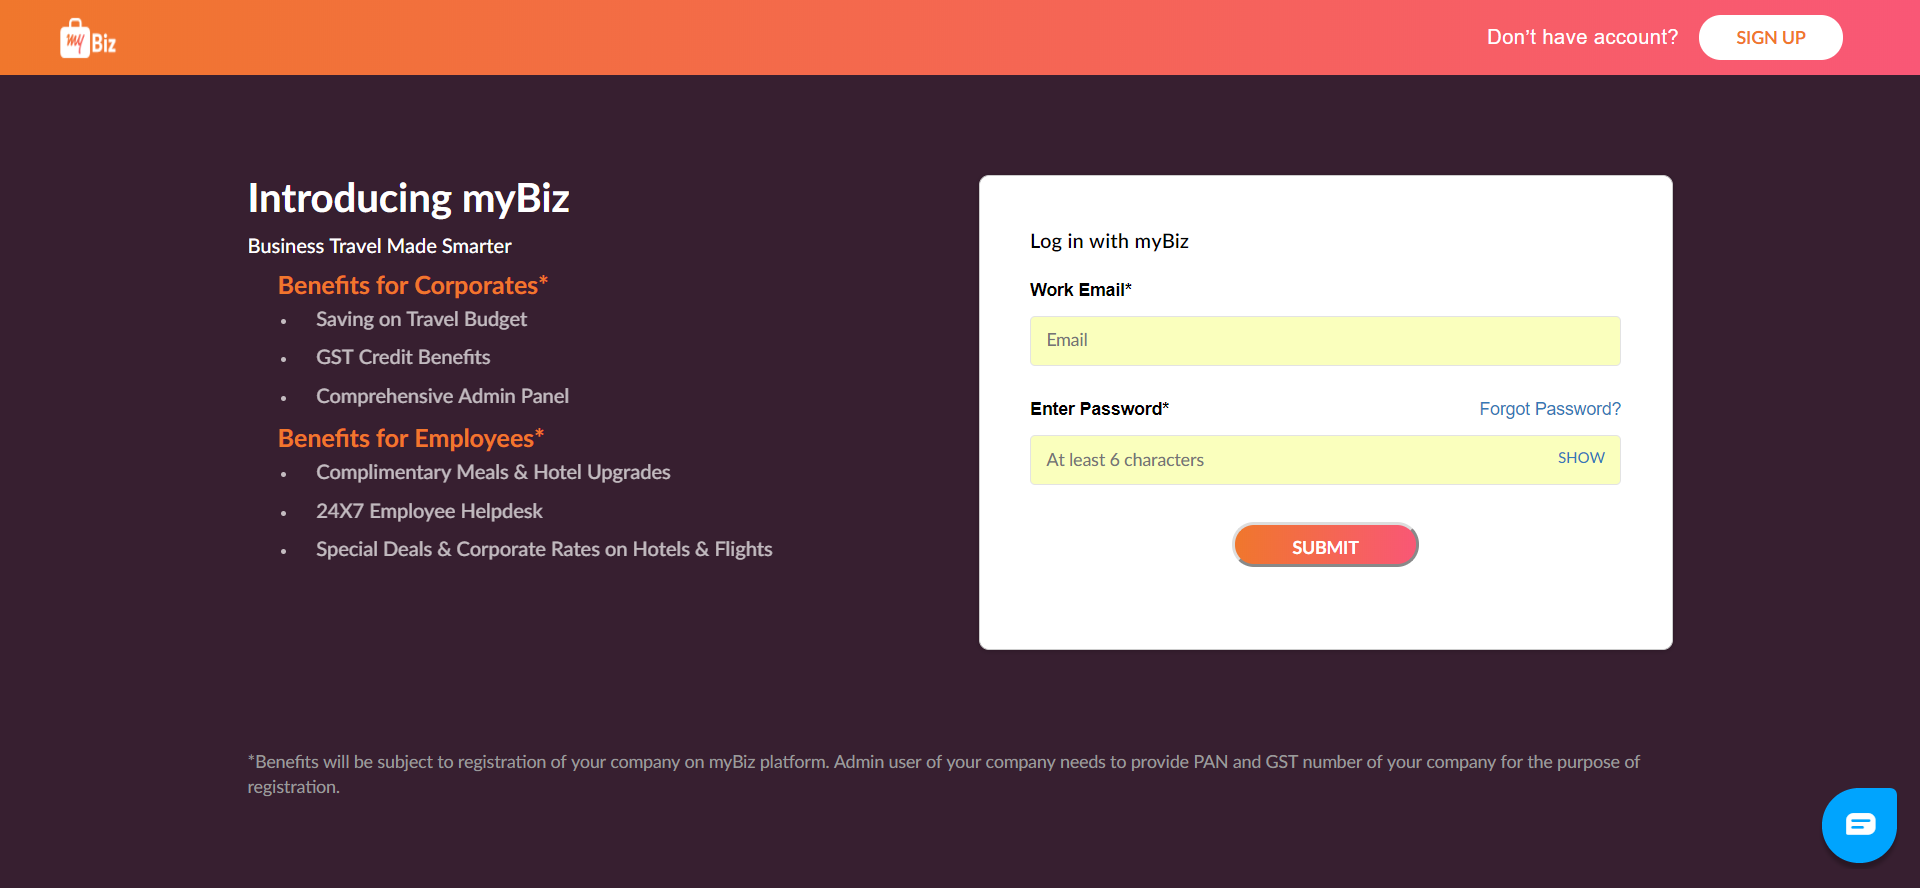 my Biz
Don't have account?
SIGN UP
Introducing myBiz
Business Travel Made Smarter
Benefits for Corporates*
• Saving on Travel Budget
• GST Credit Benefits
• Comprehensive Admin Panel
Benefits for Employees*
• Complimentary Meals & Hotel Upgrades
• 24X7 Employee Helpdesk
• Special Deals & Corporate Rates on Hotels & Flights
Log in with myBiz
Work Email*
Email
Enter Password*
Forgot Password?
At least 6 characters
SHOW
SUBMIT
*Benefits will be subject to registration of your company on myBiz platform. Admin user of your company needs to provide PAN and GST number of your company for the purpose of
registration.